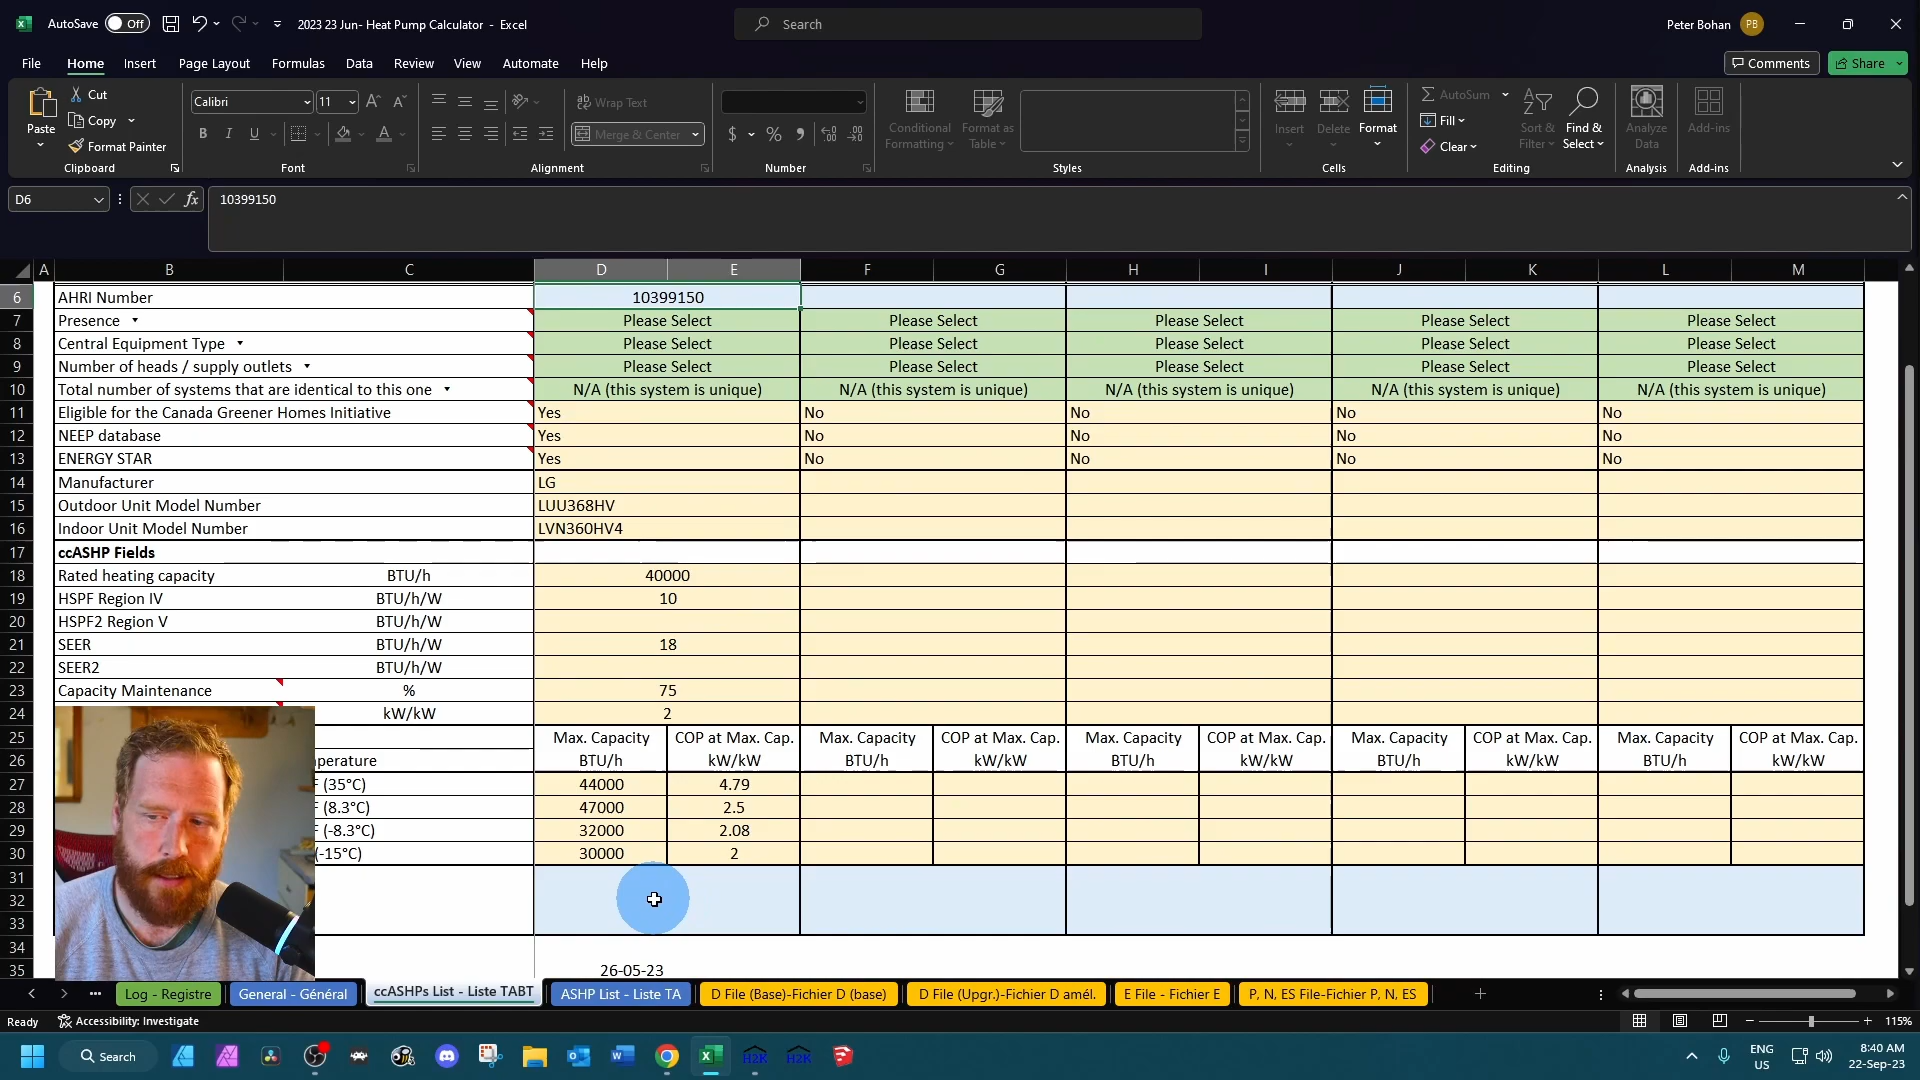 AutoSave Off 2023 23 Jun- Heat Pump Calculator - Excel Search Peter Bohan PB
File Home Insert Page Layout Formulas Data Review View Automate Help Comments Share
Paste Cut Copy Format Painter Clipboard
Calibri 11 B I U A Font
ab Wrap Text Merge & Center Alignment
$ % , Number
Conditional Formatting Format as Table Styles
Insert Delete Format Cells
AutoSum Fill Clear Sort & Filter Find & Select Editing
Analyze Data Analysis
Add-ins Add-ins
D6 fx 10399150
A B C D E F G H I J K L M
6 AHRI Number 10399150
7 Presence Please Select Please Select Please Select Please Select Please Select
8 Central Equipment Type Please Select Please Select Please Select Please Select Please Select
9 Number of heads / supply outlets Please Select Please Select Please Select Please Select Please Select
10 Total number of systems that are identical to this one N/A (this system is unique) N/A (this system is unique) N/A (this system is unique) N/A (this system is unique) N/A (this system is unique)
11 Eligible for the Canada Greener Homes Initiative Yes No No No No
12 NEEP database Yes No No No No
13 ENERGY STAR Yes No No No No
14 Manufacturer LG
15 Outdoor Unit Model Number LUU368HV
16 Indoor Unit Model Number LVN360HV4
17 ccASHP Fields
18 Rated heating capacity BTU/h 40000
19 HSPF Region IV BTU/h/W 10
20 HSPF2 Region V BTU/h/W
21 SEER BTU/h/W 18
22 SEER2 BTU/h/W
23 Capacity Maintenance % 75
24 kW/kW 2
25 Max. Capacity COP at Max. Cap. Max. Capacity COP at Max. Cap. Max. Capacity COP at Max. Cap. Max. Capacity COP at Max. Cap. Max. Capacity COP at Max. Cap.
26 perature BTU/h kW/kW BTU/h kW/kW BTU/h kW/kW BTU/h kW/kW BTU/h kW/kW
27 F (35°C) 44000 4.79
28 F (8.3°C) 47000 2.5
29 F (-8.3°C) 32000 2.08
30 (-15°C) 30000 2
31
32
33
34
35 26-05-23
Log - Registre General - Général ccASHPs List - Liste TABT ASHP List - Liste TA D File (Base)-Fichier D (base) D File (Upgr.)-Fichier D amél. E File - Fichier E P, N, ES File-Fichier P, N, ES
Ready Accessibility: Investigate 115%
Search H2K H2K ENG US 8:40 AM 22-Sep-23